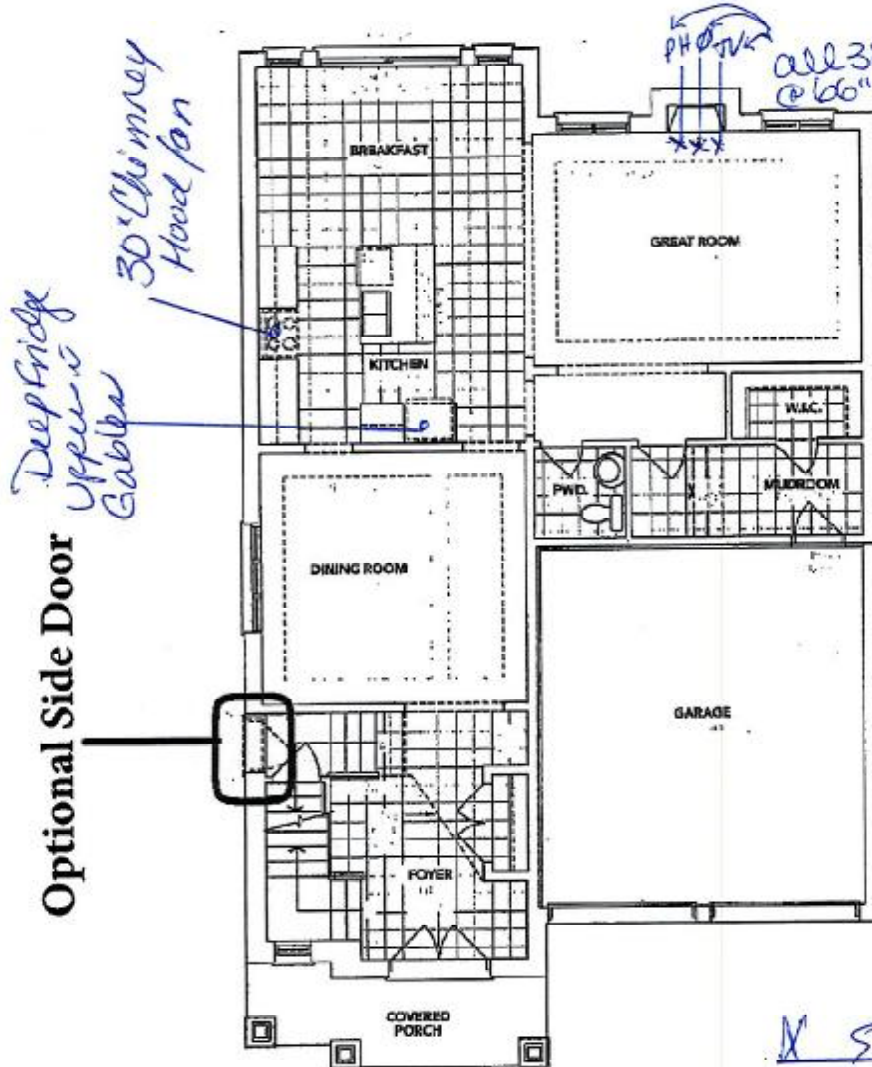 PH Ø TV
all 3
@ 66"
30" Chimney
Hood fan
Deep Fridge
Uppers
Gables
Optional Side Door
BREAKFAST
GREAT ROOM
KITCHEN
W.I.C.
PWD.
MUDROOM
DINING ROOM
GARAGE
FOYER
COVERED
PORCH